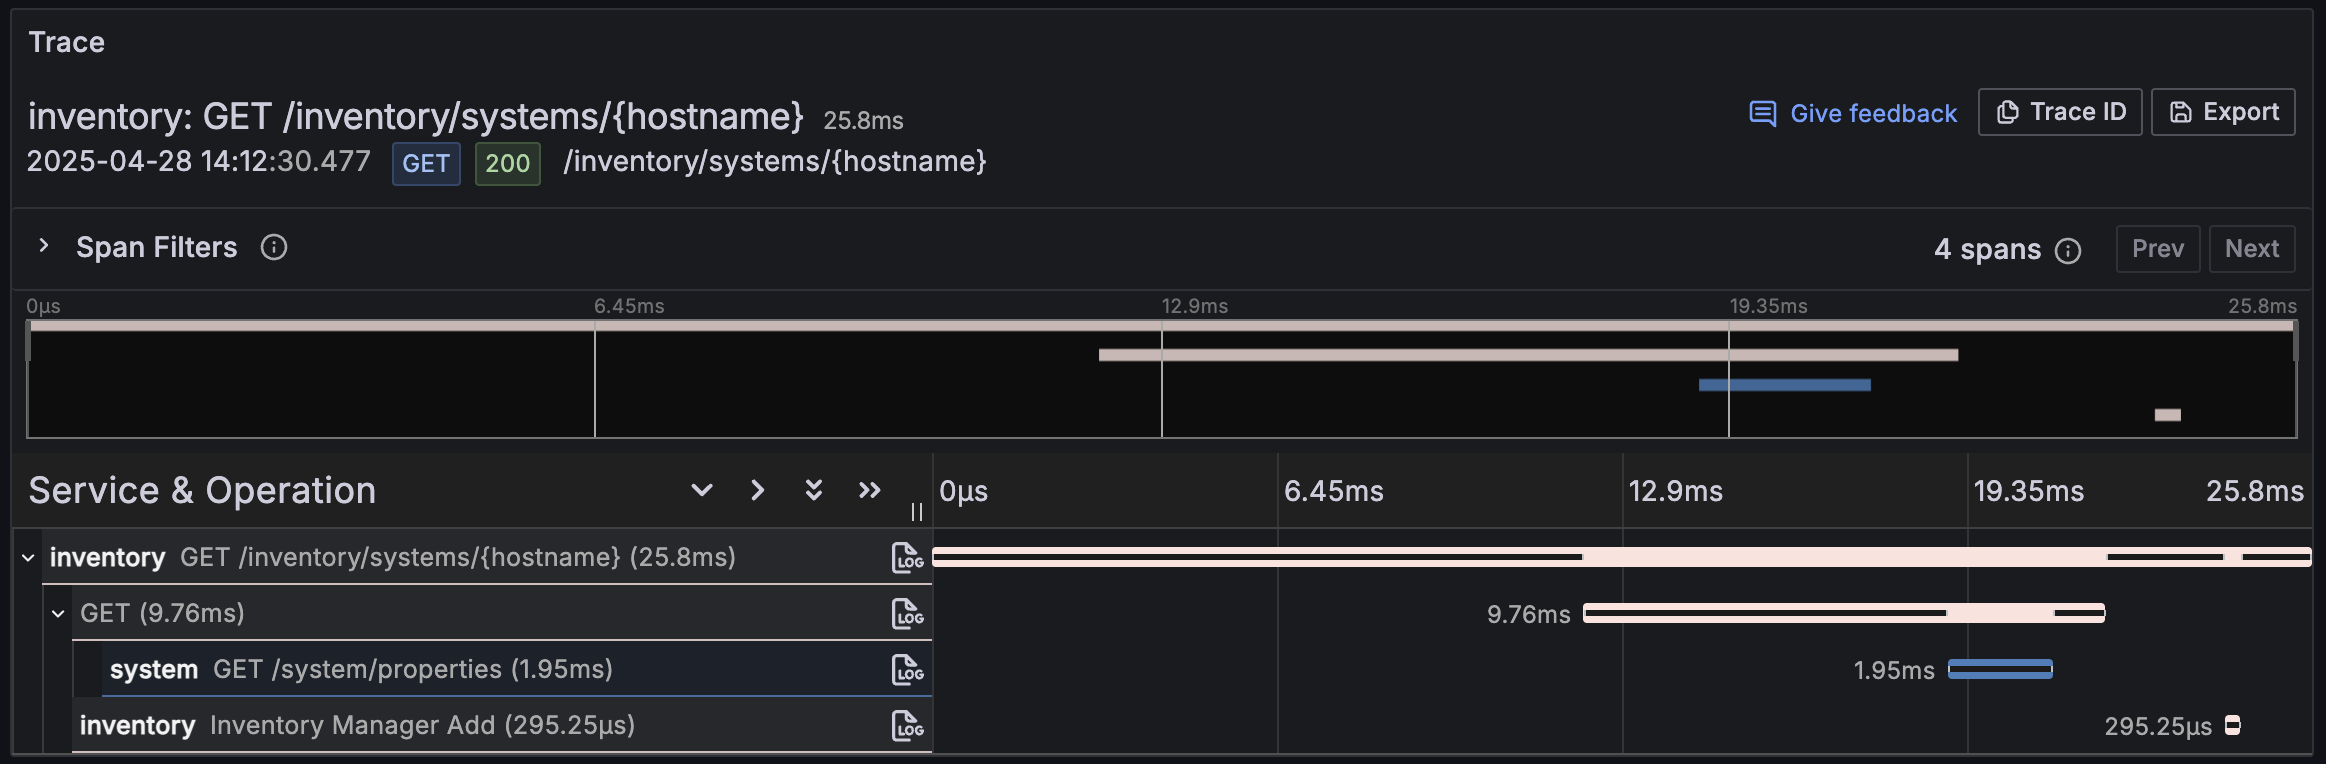 Trace
inventory: GET /inventory/systems/{hostname} 25.8ms
Give feedback Trace ID Export
2025-04-28 14:12:30.477 GET 200 /inventory/systems/{hostname}
Span Filters 4 spans Prev Next
0μs 6.45ms 12.9ms 19.35ms 25.8ms
Service & Operation 0μs 6.45ms 12.9ms 19.35ms 25.8ms
inventory GET /inventory/systems/{hostname} (25.8ms) LOG
GET (9.76ms) LOG 9.76ms
system GET /system/properties (1.95ms) LOG 1.95ms
inventory Inventory Manager Add (295.25μs) LOG 295.25μs